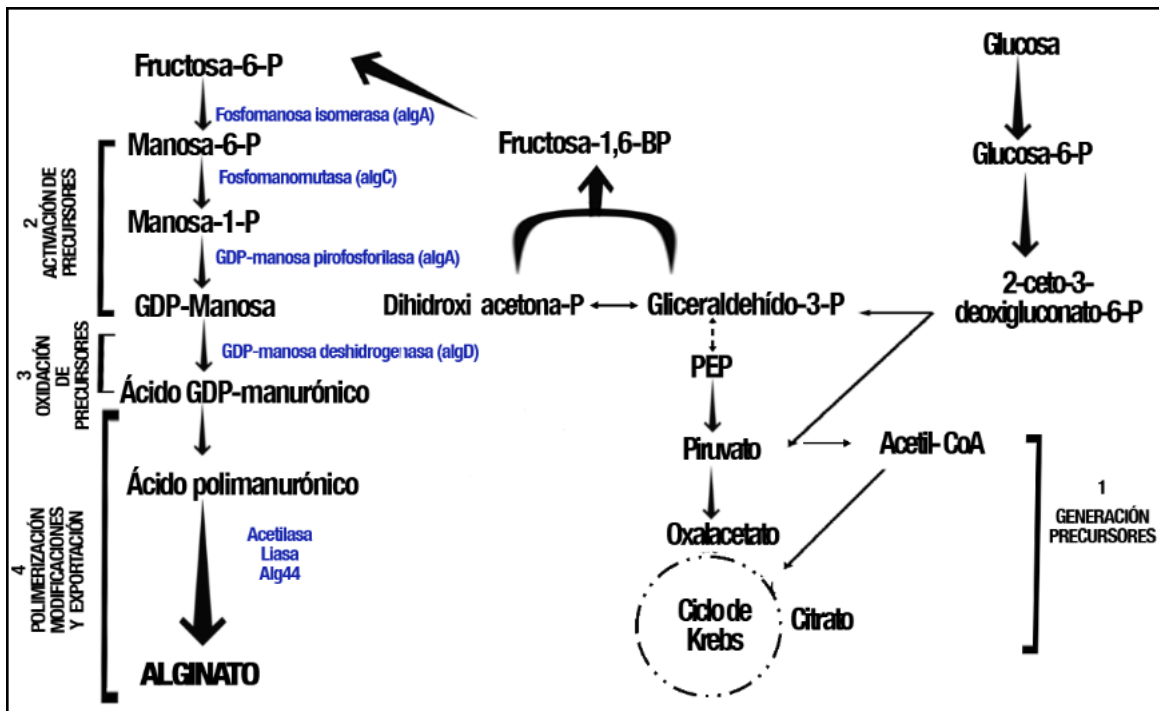 Fructosa-6-P
Fosfomanosa isomerasa (algA)
Manosa-6-P
Fosfomanomutasa (algC)
Manosa-1-P
GDP-manosa pirofosforilasa (algA)
GDP-Manosa
GDP-manosa deshidrogenasa (algD)
Ácido GDP-manurónico
Ácido polimanurónico
Acetilasa
Liasa
Alg44
ALGINATO
2
ACTIVACIÓN DE
PRECURSORES
3
OXIDACIÓN
DE
PRECURSORES
4
POLIMERIZACIÓN
MODIFICACIONES
Y EXPORTACIÓN
Fructosa-1,6-BP
Dihidroxi acetona-P
Gliceraldehído-3-P
PEP
Piruvato
Oxalacetato
Ciclo de
Krebs
Citrato
Acetil-CoA
Glucosa
Glucosa-6-P
2-ceto-3-
deoxigluconato-6-P
1
GENERACIÓN
PRECURSORES